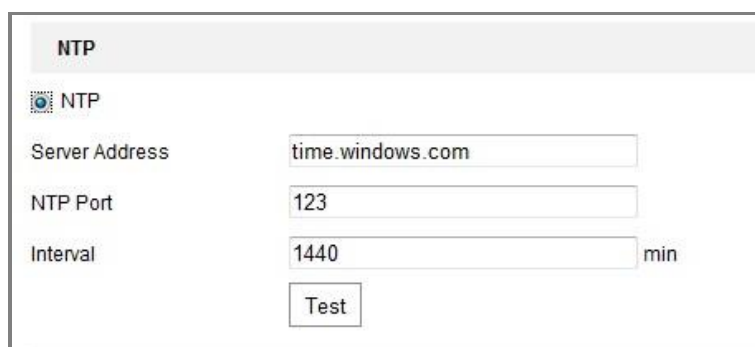 NTP
NTP
Server Address time.windows.com
NTP Port 123
Interval 1440 min
Test